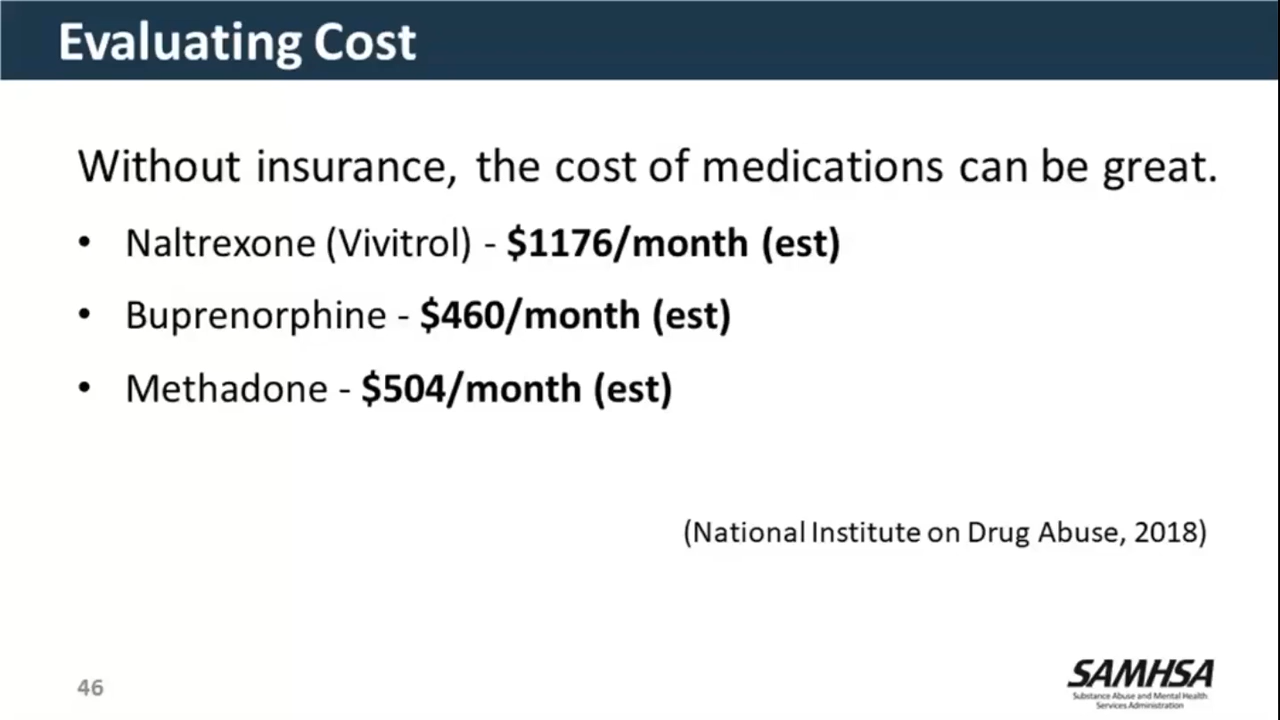 Evaluating Cost
Without insurance, the cost of medications can be great.
• Naltrexone (Vivitrol) - $1176/month (est)
• Buprenorphine - $460/month (est)
• Methadone - $504/month (est)
(National Institute on Drug Abuse, 2018)
46
SAMHSA
Substance Abuse and Mental Health
Services Administration